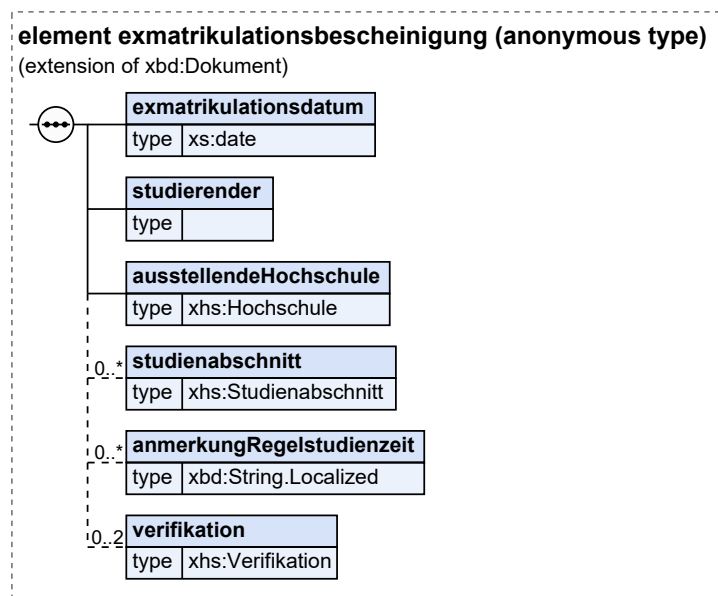 element exmatrikulationsbescheinigung (anonymous type)
(extension of xbd:Dokument)
exmatrikulationsdatum
type xs:date
studierender
type
ausstellendeHochschule
type xhs:Hochschule
0..* studienabschnitt
type xhs:Studienabschnitt
0..* anmerkungRegelstudienzeit
type xbd:String.Localized
0..2 verifikation
type xhs:Verifikation